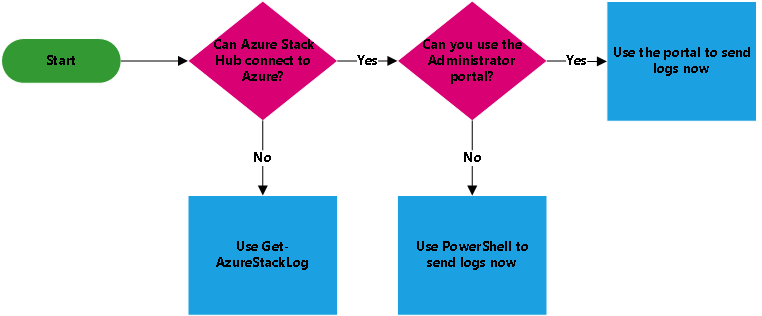 Start
Can Azure Stack
Hub connect to
Azure?
Yes
Can you use the
Administrator
portal?
Yes
Use the portal to send
logs now
No
No
Use Get-
AzureStackLog
Use PowerShell to
send logs now